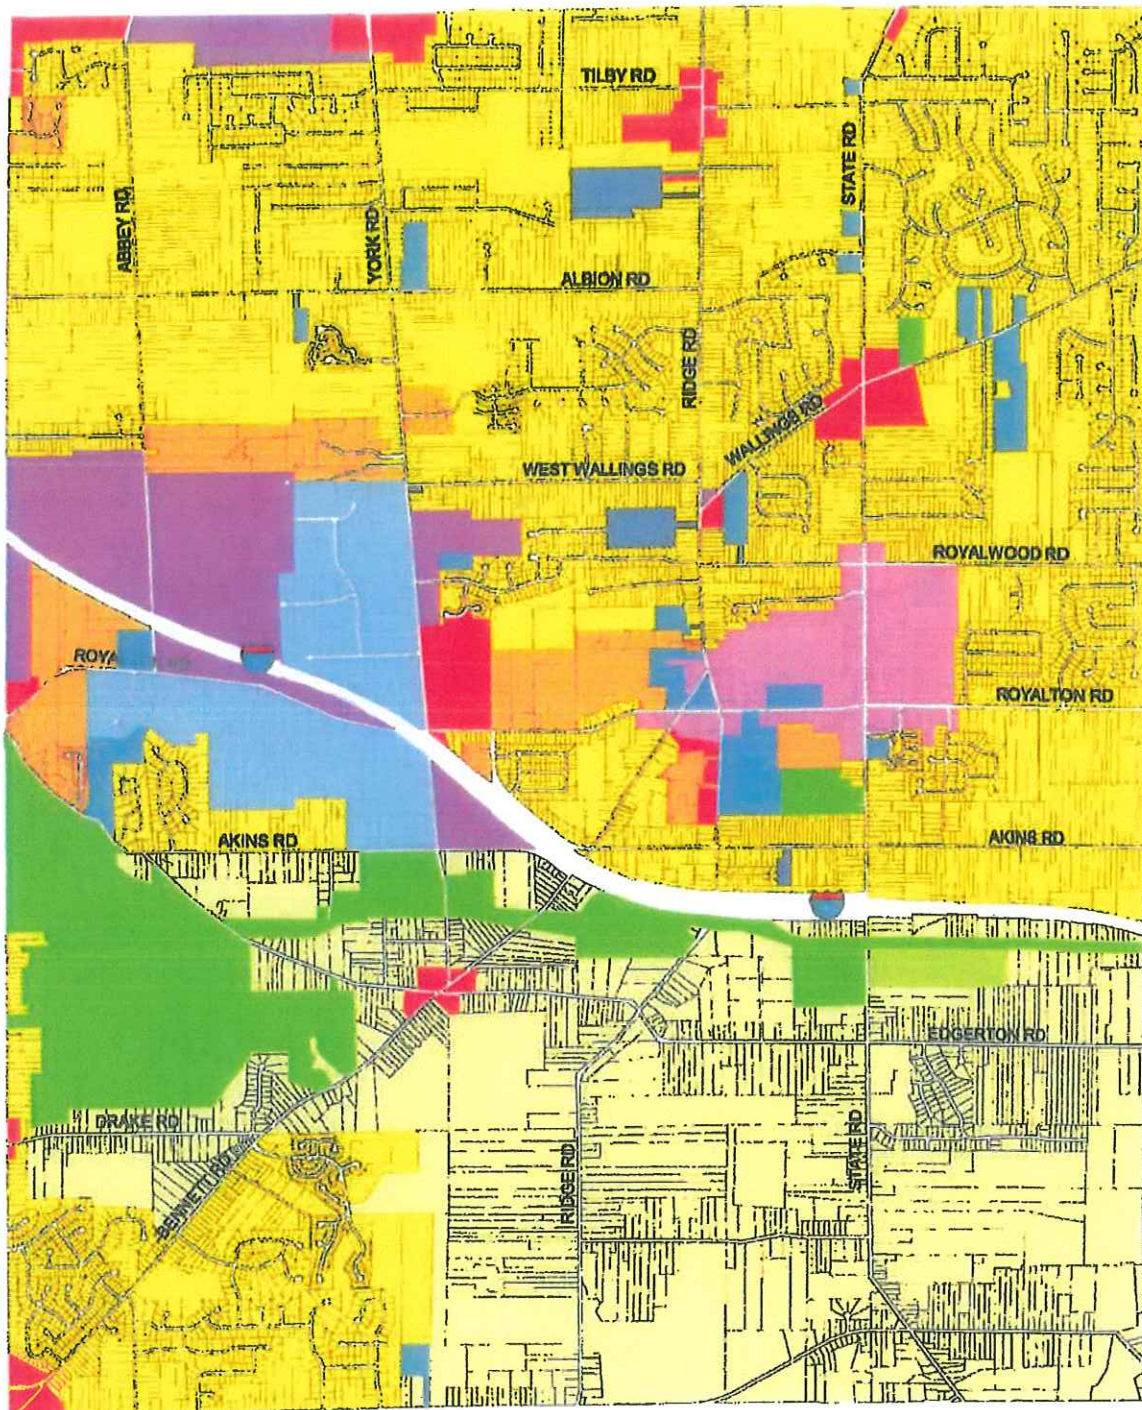 TILBY RD
STATE RD
ABBEY RD
YORK RD
ALBION RD
RIDGE RD
WALLINGS RD
WEST WALLINGS RD
ROYALWOOD RD
ROYALTON RD
AKINS RD
AKINS RD
EDGERTON RD
DRAKE RD
BENNETT RD
RIDGE RD
STATE RD